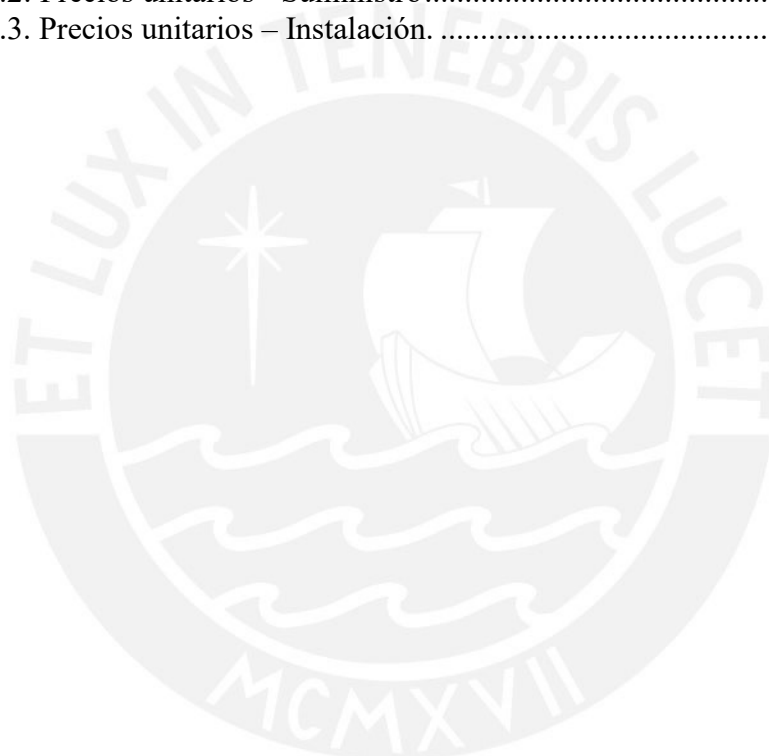 .2. Precios unitarios - Suministro..........................................
.3. Precios unitarios – Instalación. .........................................
ET LUX IN TENEBRIS LUCET
MCMXVII